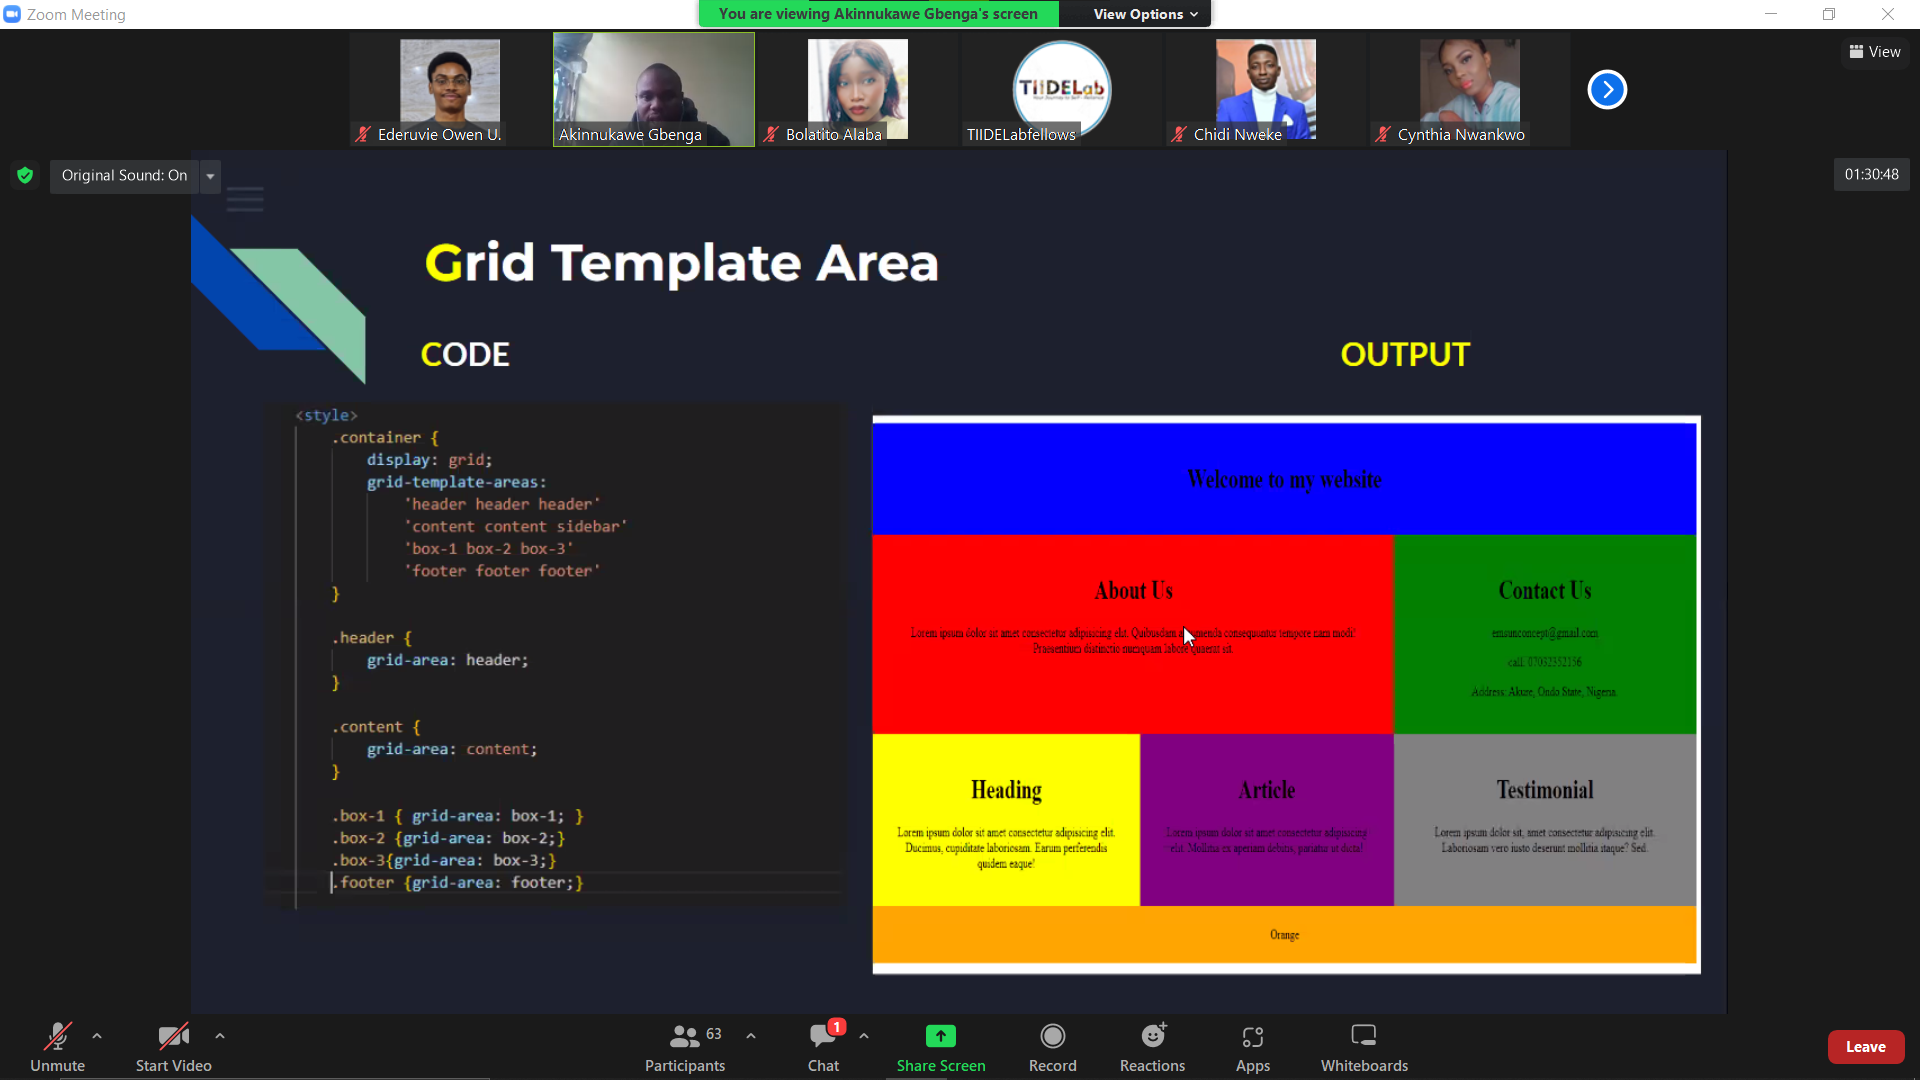 Zoom Meeting
You are viewing Akinnukawe Gbenga's screen
View Options
View
Ederuvie Owen U.
Akinnukawe Gbenga
Bolatito Alaba
TIIDELab
TIIDELabfellows
Chidi Nweke
Cynthia Nwankwo
Original Sound: On
01:30:48
Grid Template Area
CODE
OUTPUT
<style>
.container {
display: grid;
grid-template-areas:
'header header header'
'content content sidebar'
'box-1 box-2 box-3'
'footer footer footer'
}
.header {
grid-area: header;
}
.content {
grid-area: content;
}
.box-1 { grid-area: box-1; }
.box-2 {grid-area: box-2;}
.box-3{grid-area: box-3;}
.footer {grid-area: footer;}
Welcome to my website
About Us
Lorem ipsum dolor sit amet consectetur adipisicing elit. Quibusdam consequuntur tempore nam modi?
Praesentium distinctio numquam labore quaerat sit.
Contact Us
emsunconcept@gmail.com
call: 07032352156
Address: Akure, Ondo State, Nigeria.
Heading
Lorem ipsum dolor sit amet consectetur adipisicing elit.
Ducimus, cupiditate laboriosam. Earum perferendis
quidem eaque!
Article
Lorem ipsum dolor sit amet consectetur adipisicing
elit. Mollitia ex aperiam debitis, pariatur ut dicta!
Testimonial
Lorem ipsum dolor sit, amet consectetur adipisicing elit.
Laboriosam vero iusto deserunt mollitia itaque? Sed.
Orange
Unmute
Start Video
63
Participants
1
Chat
Share Screen
Record
Reactions
Apps
Whiteboards
Leave